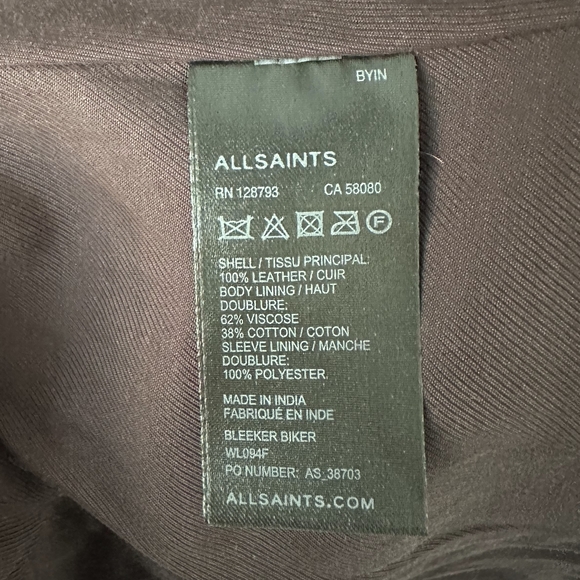 BYIN
ALLSAINTS
RN 128793 CA 58080
F
SHELL / TISSU PRINCIPAL:
100% LEATHER / CUIR
BODY LINING / HAUT
DOUBLURE:
62% VISCOSE
38% COTTON / COTON
SLEEVE LINING / MANCHE
DOUBLURE:
100% POLYESTER.
MADE IN INDIA
FABRIQUÉ EN INDE
BLEEKER BIKER
WL094F
PO NUMBER: AS_38703
ALLSAINTS.COM